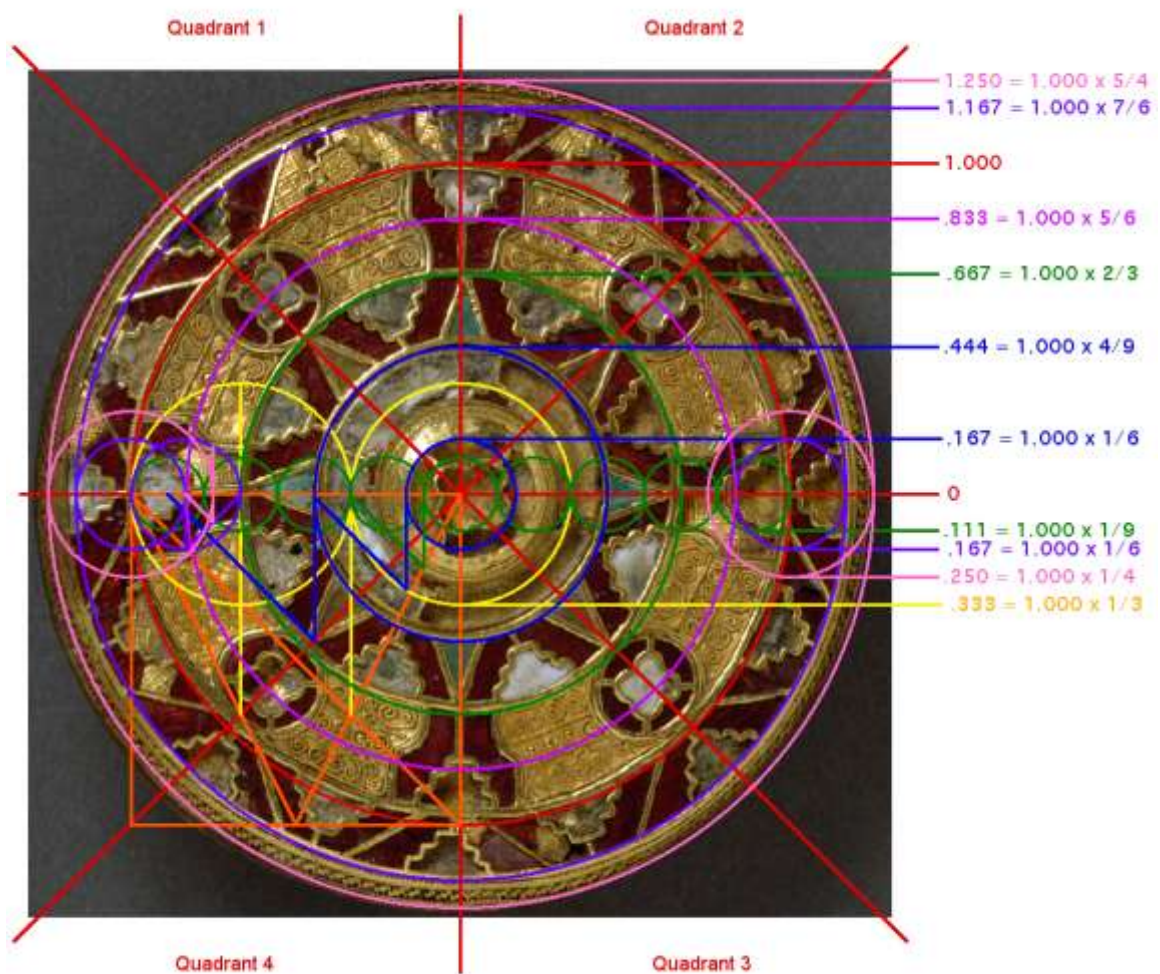 Quadrant 1
Quadrant 2
1.250 = 1.000 x 5/4
1.167 = 1.000 x 7/6
1.000
.833 = 1.000 x 5/6
.667 = 1.000 x 2/3
.444 = 1.000 x 4/9
.167 = 1.000 x 1/6
0
.111 = 1.000 x 1/9
.167 = 1.000 x 1/6
.250 = 1.000 x 1/4
.333 = 1.000 x 1/3
Quadrant 4
Quadrant 3